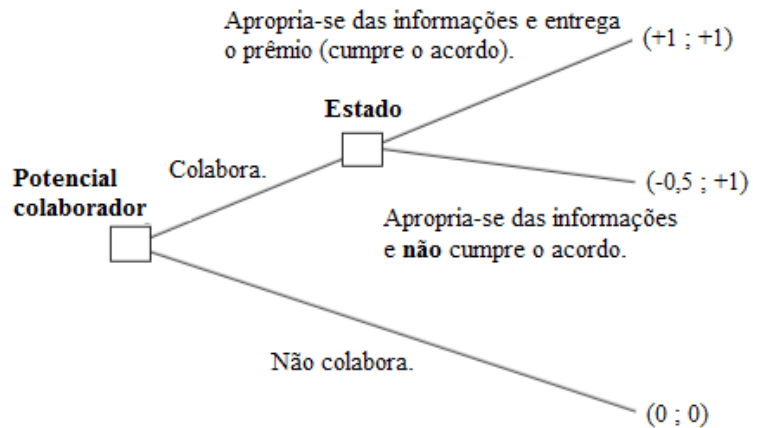 Apropria-se das informações e entrega
o prêmio (cumpre o acordo).
(+1 ; +1)
Estado
Colabora.
Potencial
colaborador
(-0,5 ; +1)
Apropria-se das informações
e não cumpre o acordo.
Não colabora.
(0 ; 0)